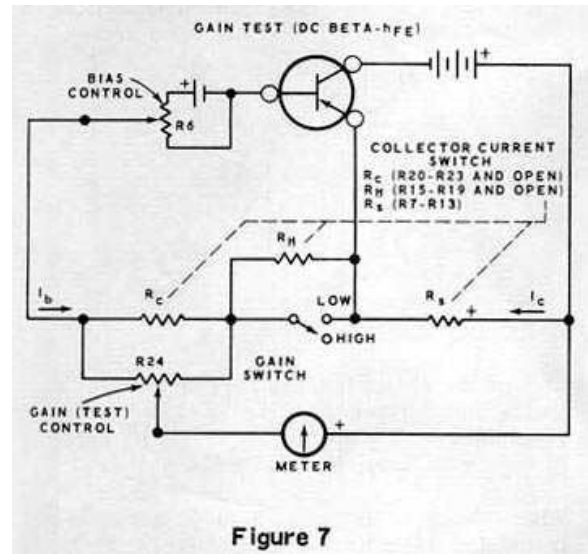 GAIN TEST (DC BETA-hFE)
BIAS
CONTROL
+
+
R6
COLLECTOR CURRENT
SWITCH
RC (R20-R23 AND OPEN)
RH (R15-R19 AND OPEN)
RS (R7-R13)
RH
Ib
RC
LOW
RS
IC
+
HIGH
R24
GAIN
SWITCH
GAIN (TEST)
CONTROL
+
METER
Figure 7